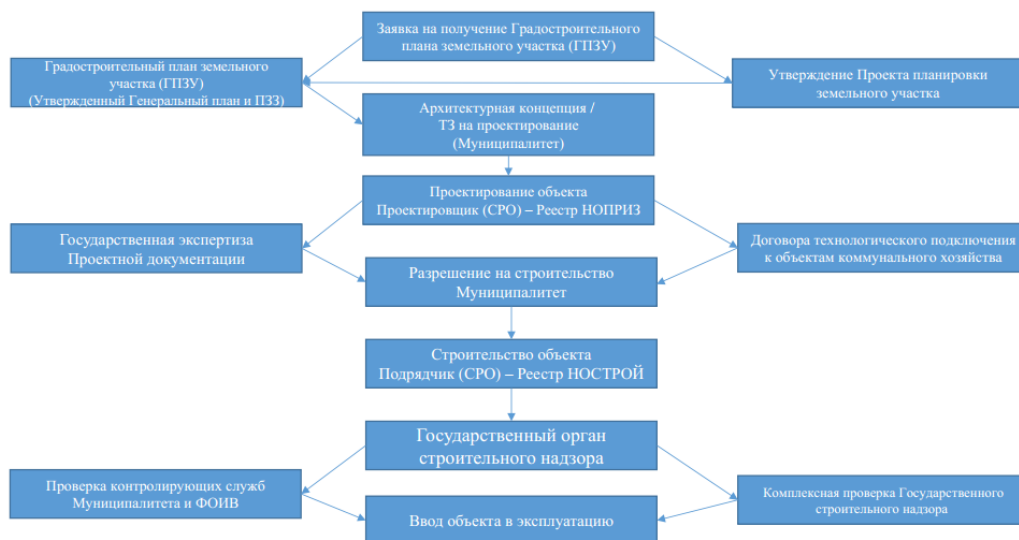 Заявка на получение Градостроительного
плана земельного участка (ГПЗУ)
Градостроительный план земельного
участка (ГПЗУ)
(Утвержденный Генеральный план и ПЗЗ)
Утверждение Проекта планировки
земельного участка
Архитектурная концепция /
ТЗ на проектирование
(Муниципалитет)
Проектирование объекта
Проектировщик (СРО) – Реестр НОПРИЗ
Государственная экспертиза
Проектной документации
Договора технологического подключения
к объектам коммунального хозяйства
Разрешение на строительство
Муниципалитет
Строительство объекта
Подрядчик (СРО) – Реестр НОСТРОЙ
Государственный орган
строительного надзора
Проверка контролирующих служб
Муниципалитета и ФОИВ
Комплексная проверка Государственного
строительного надзора
Ввод объекта в эксплуатацию